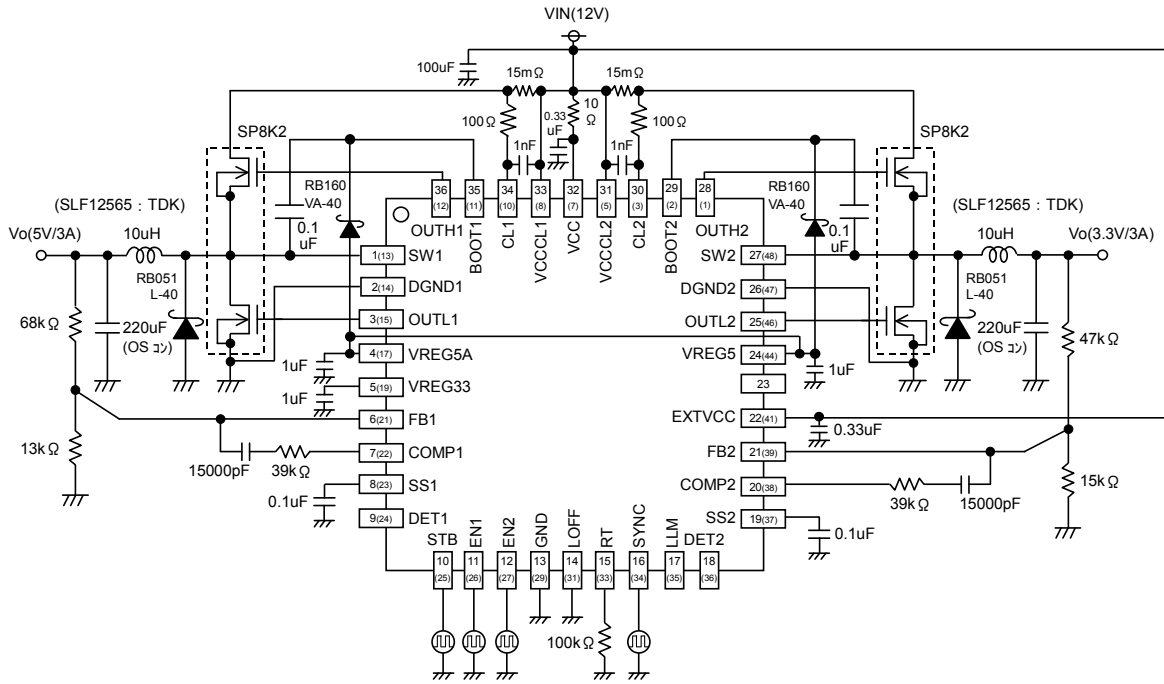 VIN(12V)
100uF
15mΩ
15mΩ
100Ω
0.33
uF
10
Ω
100Ω
1nF
1nF
SP8K2
SP8K2
RB160
VA-40
RB160
VA-40
0.1
uF
0.1
uF
(SLF12565 : TDK)
(SLF12565 : TDK)
Vo(5V/3A)
10uH
10uH
Vo(3.3V/3A)
RB051
L-40
RB051
L-40
68kΩ
220uF
(OS コン)
220uF
(OS コン)
47kΩ
13kΩ
15kΩ
36
(12)
35
(11)
34
(10)
33
(8)
32
(7)
31
(5)
30
(3)
29
(2)
28
(1)
OUTH1
BOOT1
CL1
VCCCL1
VCC
VCCCL2
CL2
BOOT2
OUTH2
1(13) SW1
2(14) DGND1
3(15) OUTL1
1uF
4(17) VREG5A
1uF
5(19) VREG33
6(21) FB1
15000pF
39kΩ
7(22) COMP1
0.1uF
8(23) SS1
9(24) DET1
SW2 27(48)
DGND2 26(47)
OUTL2 25(46)
VREG5 24(44)
1uF
23
EXTVCC 22(41)
0.33uF
FB2 21(39)
COMP2 20(38)
39kΩ
15000pF
SS2 19(37)
0.1uF
STB
EN1
EN2
GND
LOFF
RT
SYNC
LLM
DET2
10
(25)
11
(26)
12
(27)
13
(29)
14
(31)
15
(33)
16
(34)
17
(35)
18
(36)
100kΩ